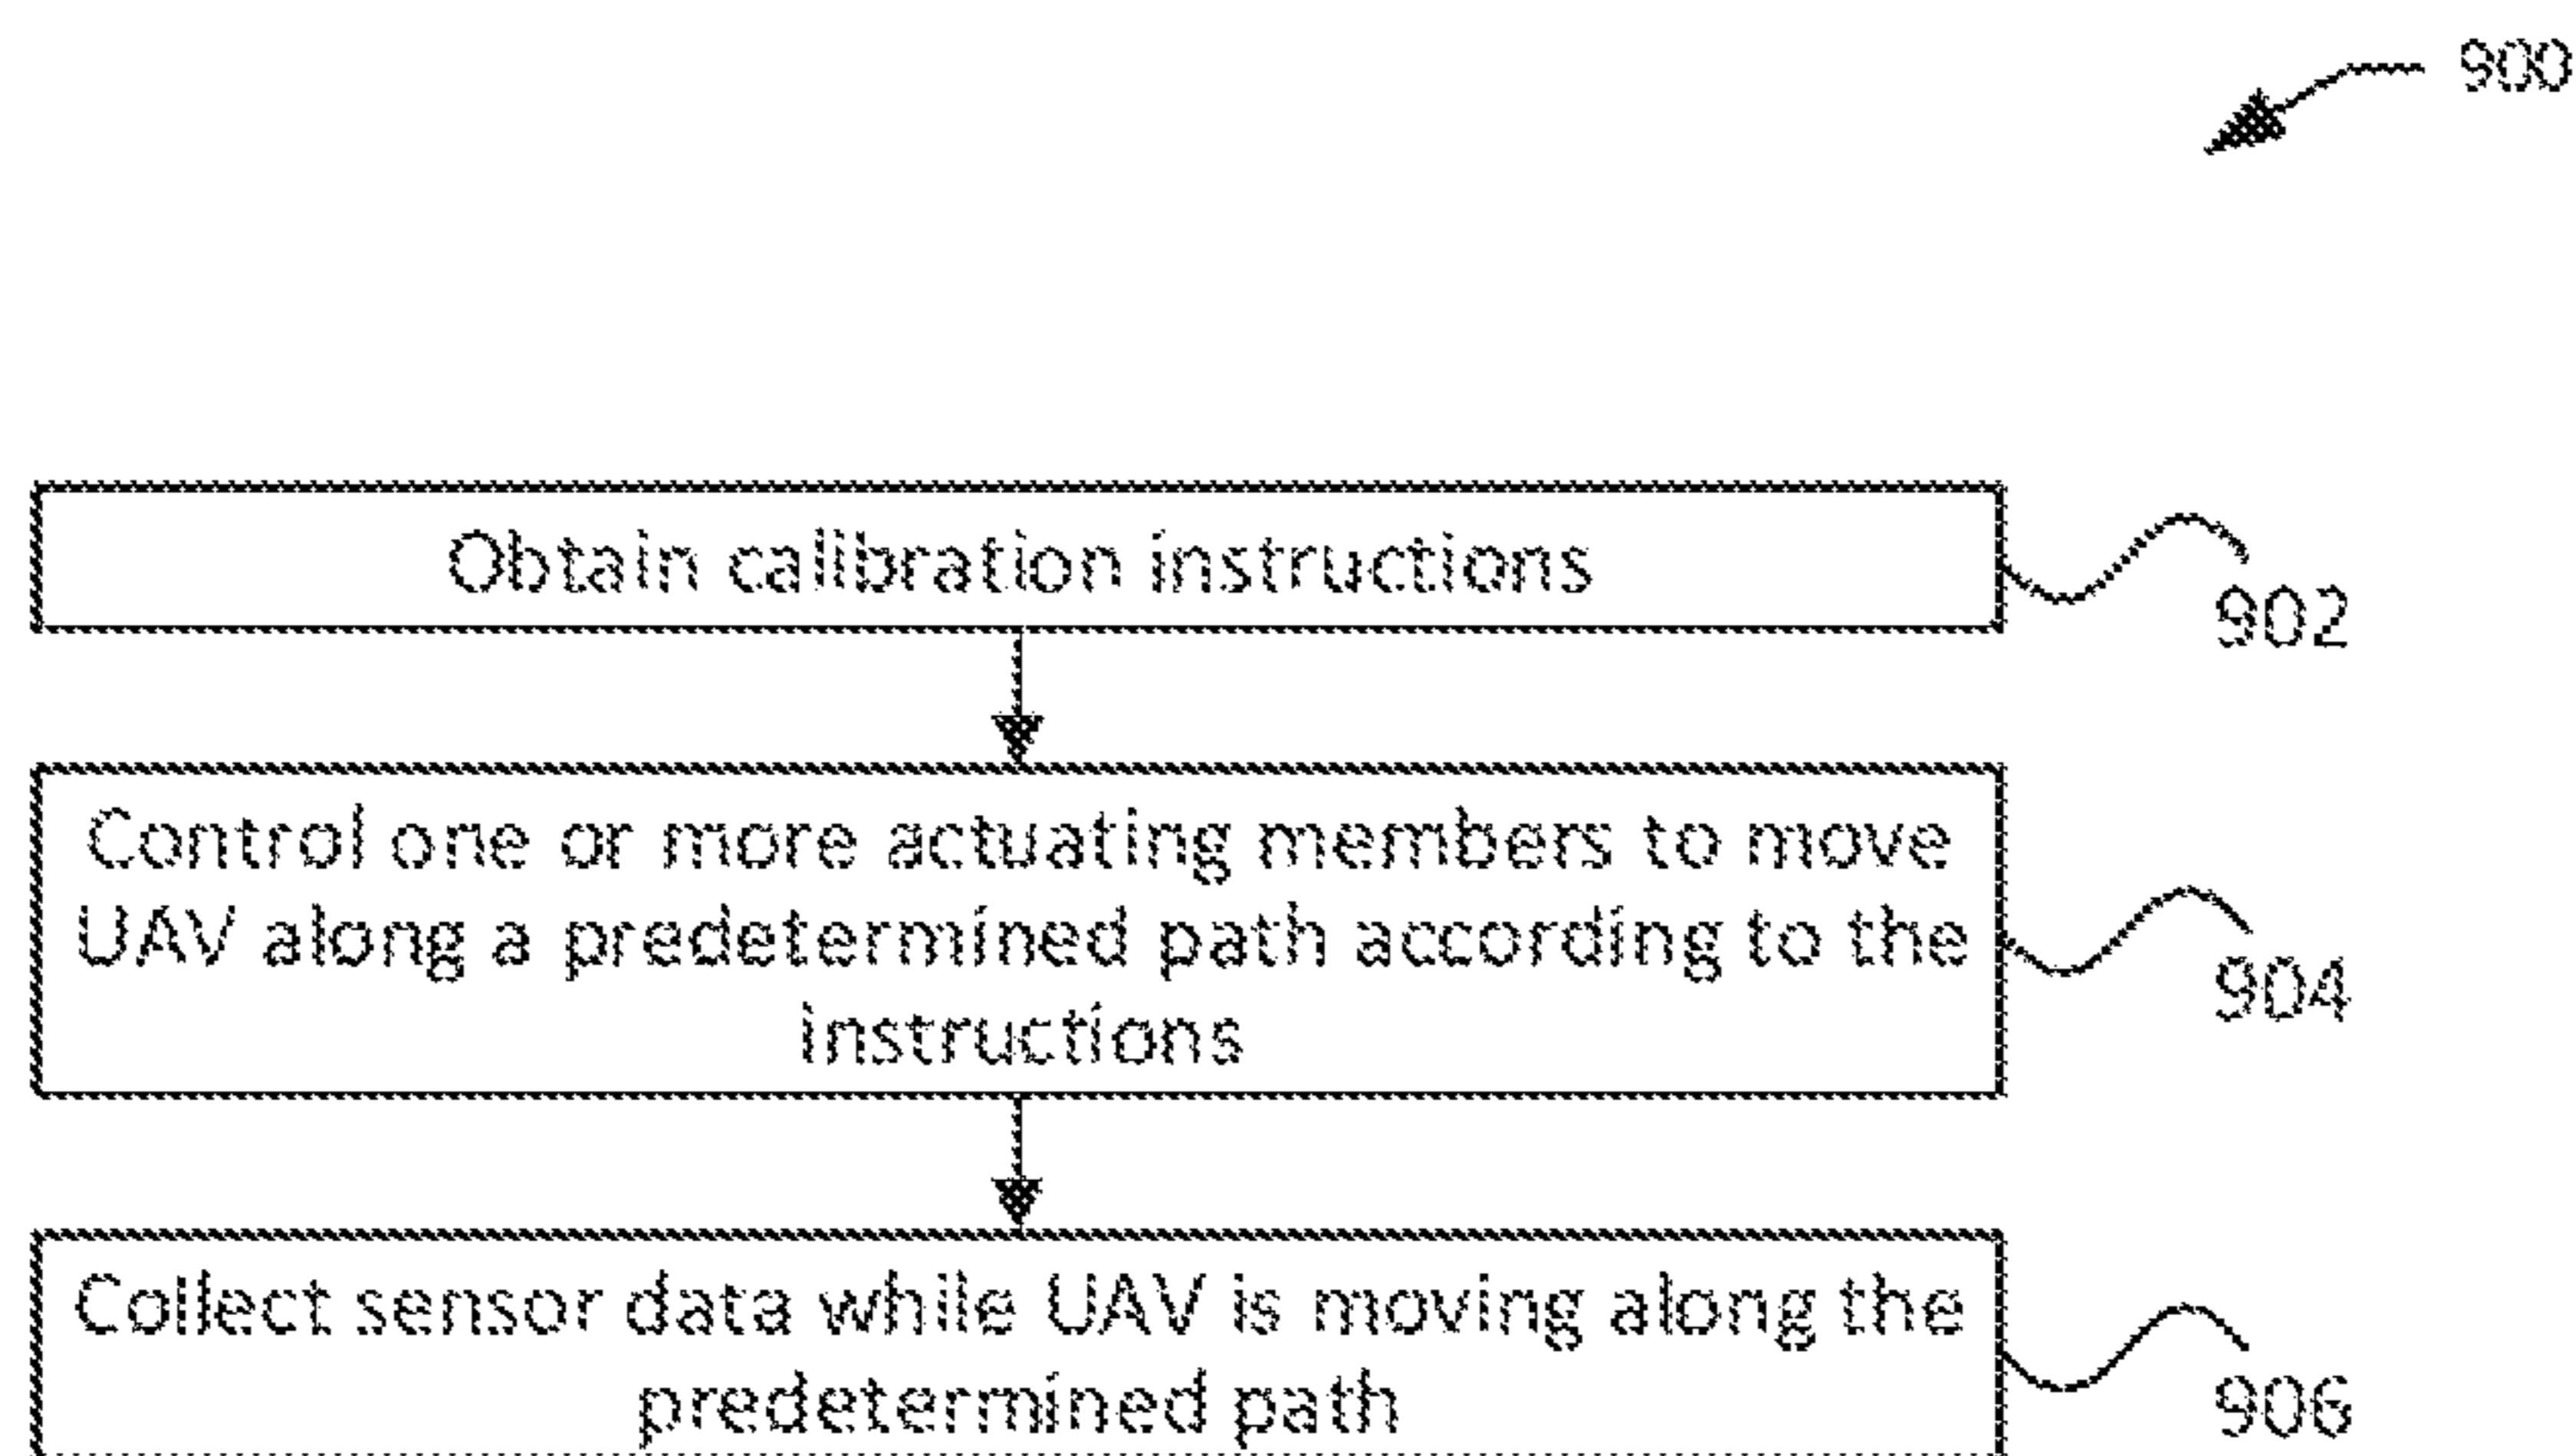 900
Obtain calibration instructions
902
Control one or more actuating members to move
UAV along a predetermined path according to the
instructions
904
Collect sensor data while UAV is moving along the
predetermined path
906